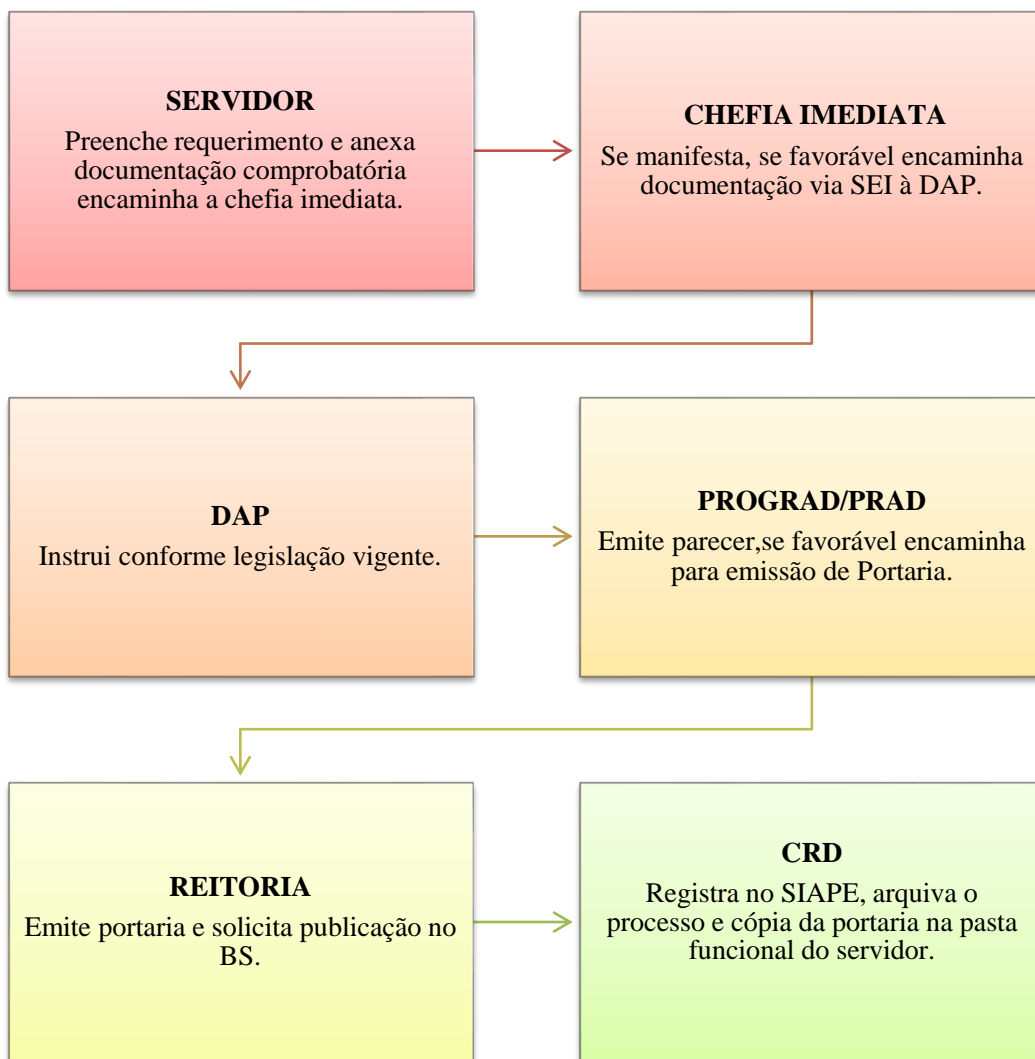 SERVIDOR
Preenche requerimento e anexa
documentação comprobatória
encaminha a chefia imediata.
CHEFIA IMEDIATA
Se manifesta, se favorável encaminha
documentação via SEI à DAP.
DAP
Instrui conforme legislação vigente.
PROGRAD/PRAD
Emite parecer,se favorável encaminha
para emissão de Portaria.
REITORIA
Emite portaria e solicita publicação no
BS.
CRD
Registra no SIAPE, arquiva o
processo e cópia da portaria na pasta
funcional do servidor.